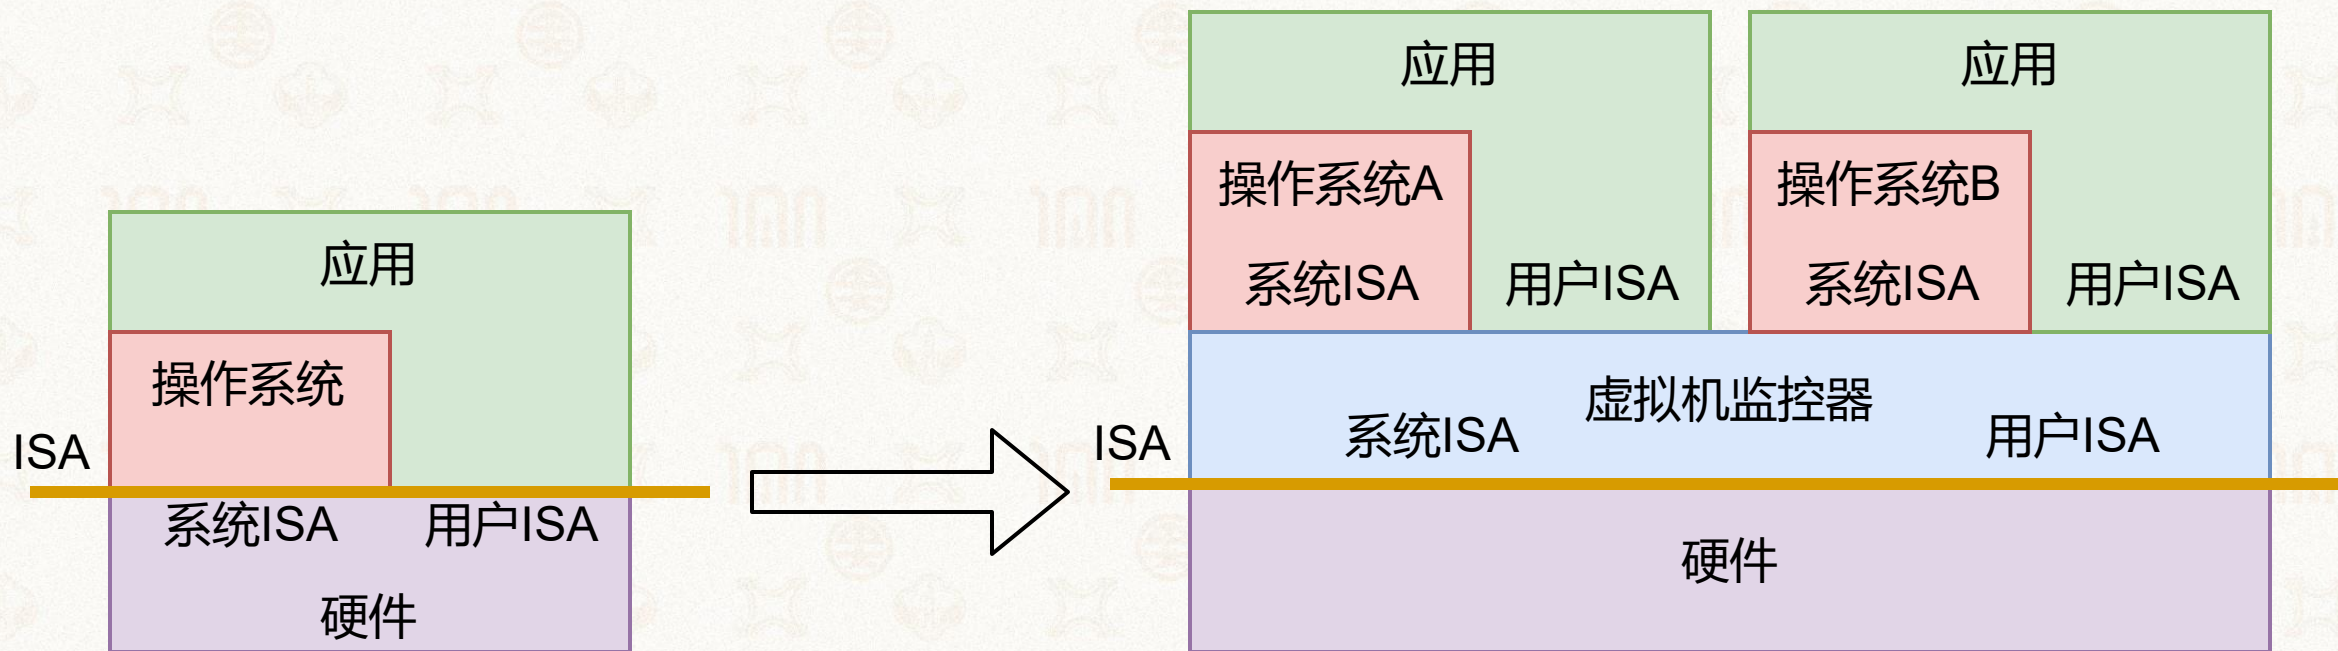 应用
操作系统
ISA
系统ISA
用户ISA
硬件
应用
操作系统A
系统ISA
用户ISA
应用
操作系统B
系统ISA
用户ISA
虚拟机监控器
系统ISA
用户ISA
ISA
硬件